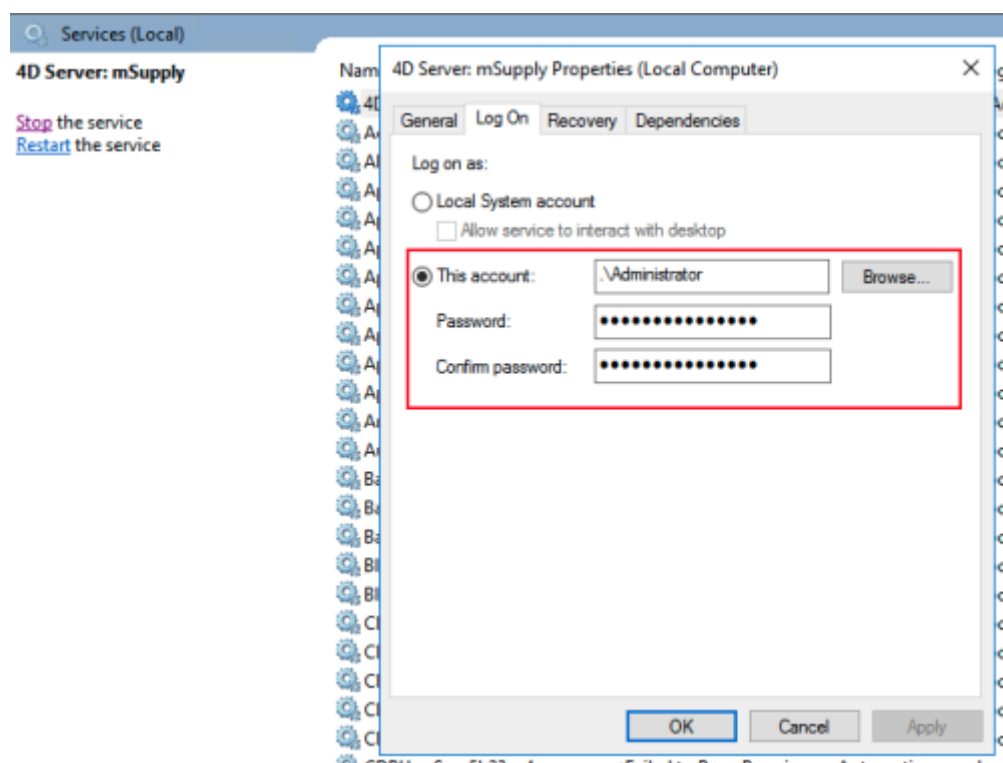 Services (Local)
4D Server: mSupply
Stop the service
Restart the service
Nam
4D Server: mSupply Properties (Local Computer)
General Log On Recovery Dependencies
Log on as:
Local System account
Allow service to interact with desktop
This account: .\Administrator Browse...
Password: ●●●●●●●●●●●●●●●
Confirm password: ●●●●●●●●●●●●●●●
OK Cancel Apply